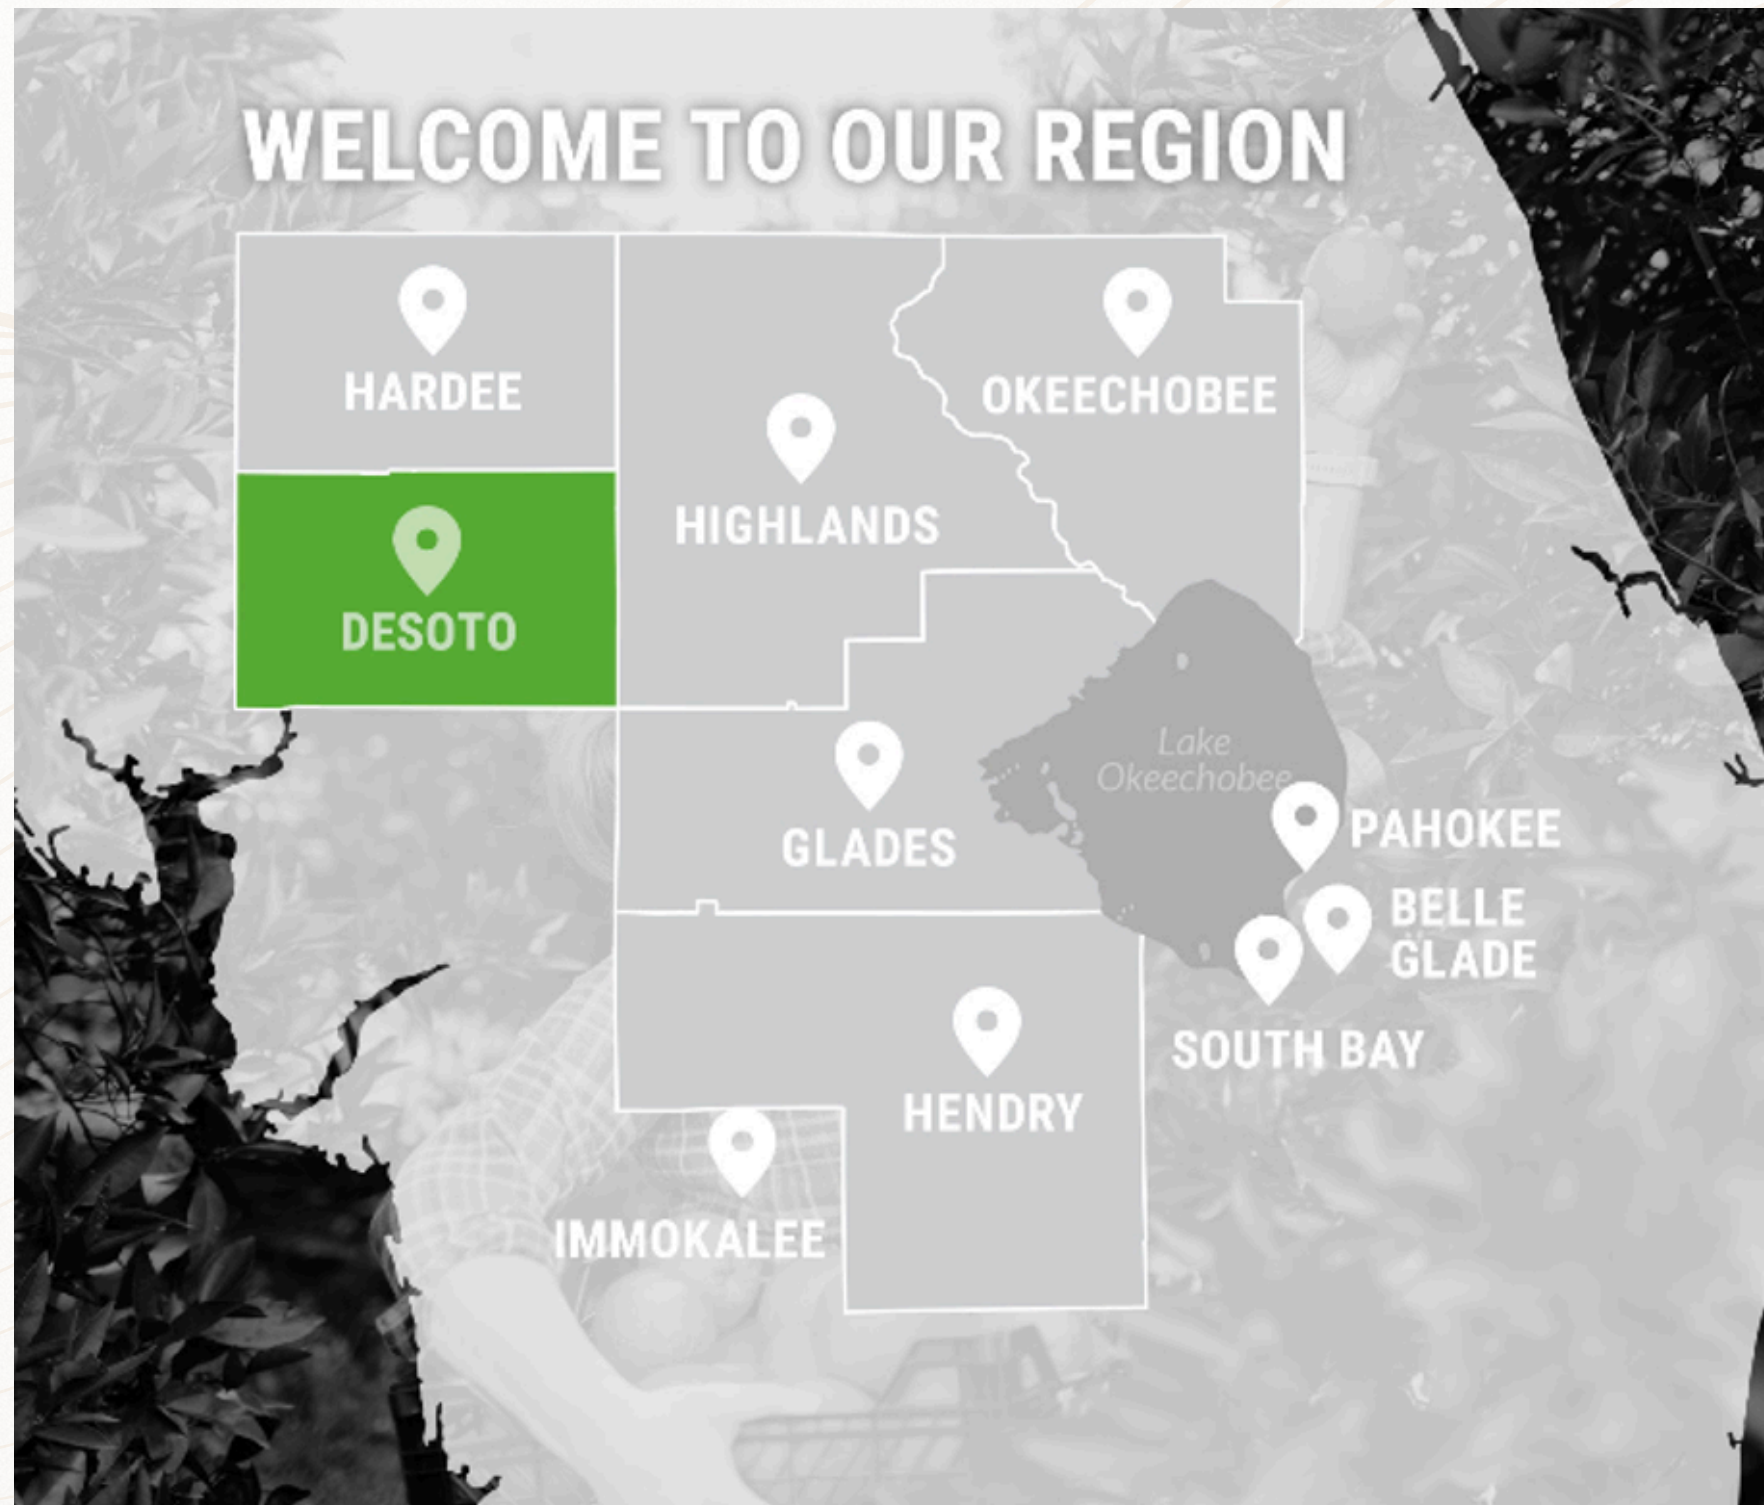 WELCOME TO OUR REGION
HARDEE
OKEECHOBEE
HIGHLANDS
DESOTO
Lake
Okeechobee
PAHOKEE
GLADES
BELLE
GLADE
SOUTH BAY
HENDRY
IMMOKALEE